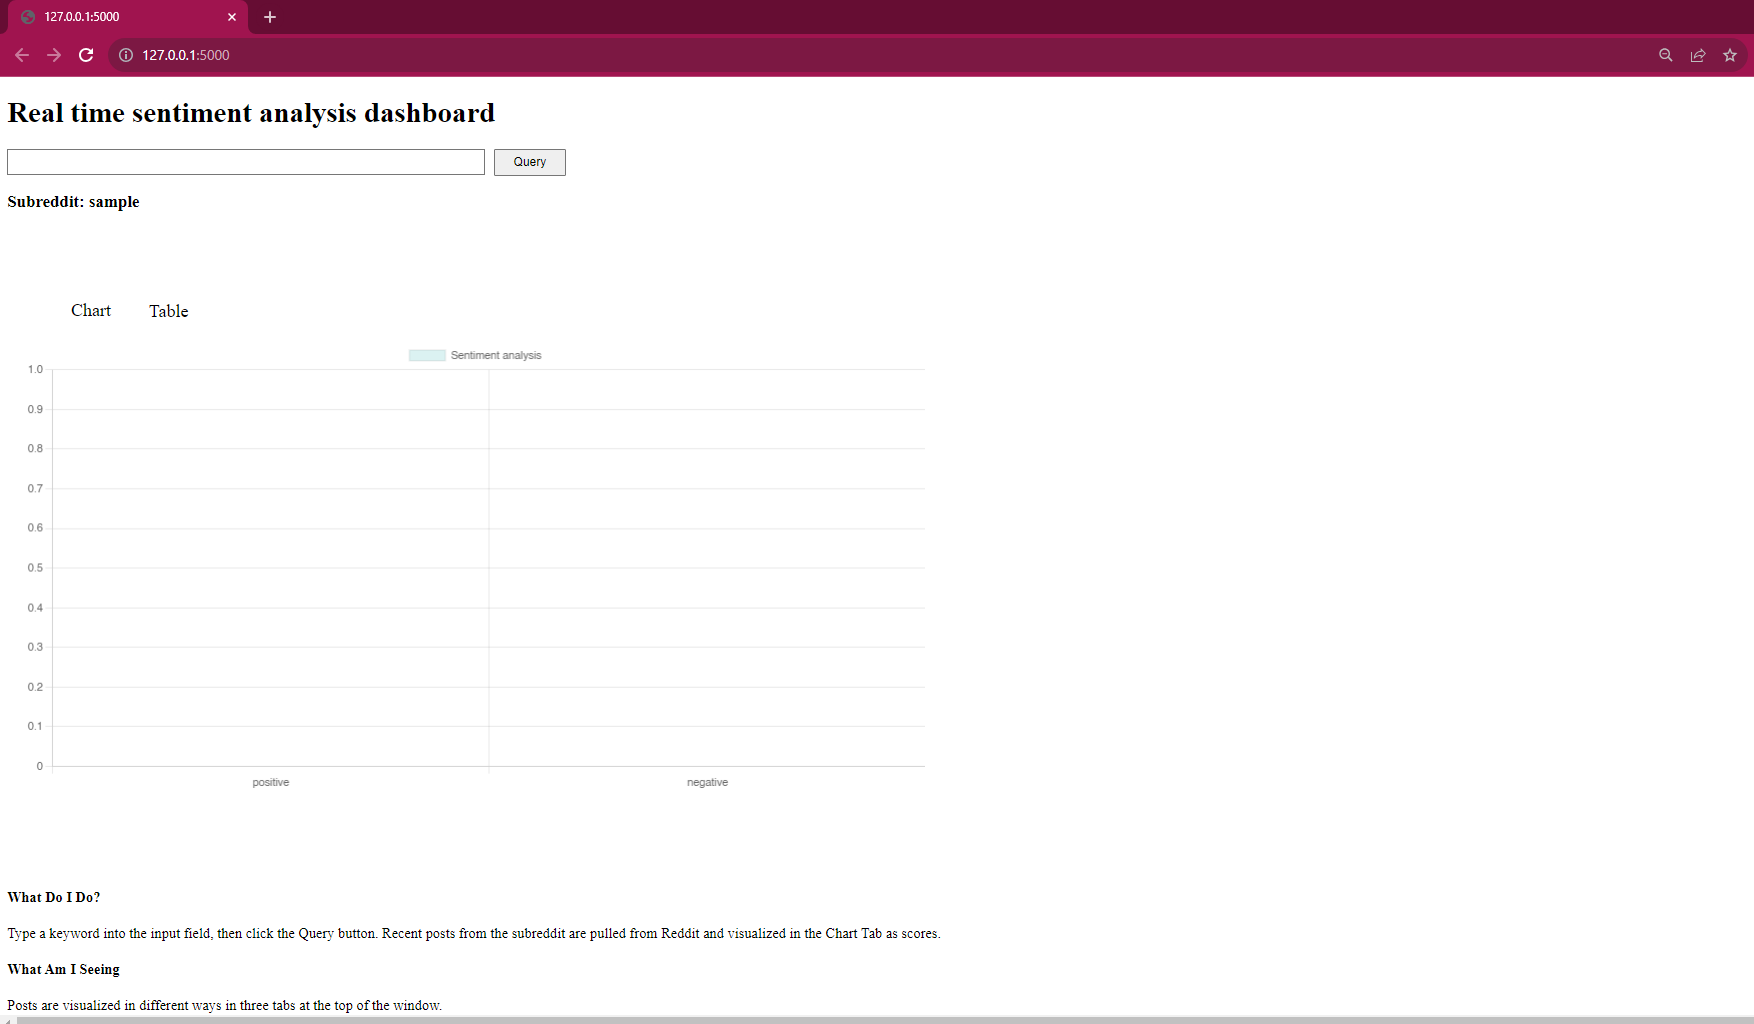 127.0.0.1:5000
127.0.0.1:5000
Real time sentiment analysis dashboard
Query
Subreddit: sample
Chart Table
Sentiment analysis
1.0
0.9
0.8
0.7
0.6
0.5
0.4
0.3
0.2
0.1
0
positive negative
What Do I Do?
Type a keyword into the input field, then click the Query button. Recent posts from the subreddit are pulled from Reddit and visualized in the Chart Tab as scores.
What Am I Seeing
Posts are visualized in different ways in three tabs at the top of the window.